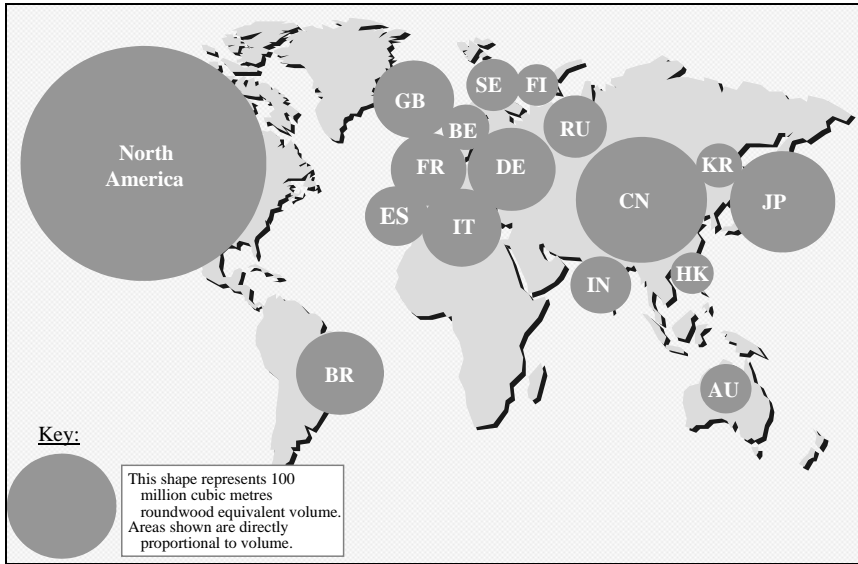 North
America
GB
SE
FI
BE
RU
FR
DE
KR
CN
JP
ES
IT
IN
HK
BR
AU
Key:
This shape represents 100
million cubic metres
roundwood equivalent volume.
Areas shown are directly
proportional to volume.